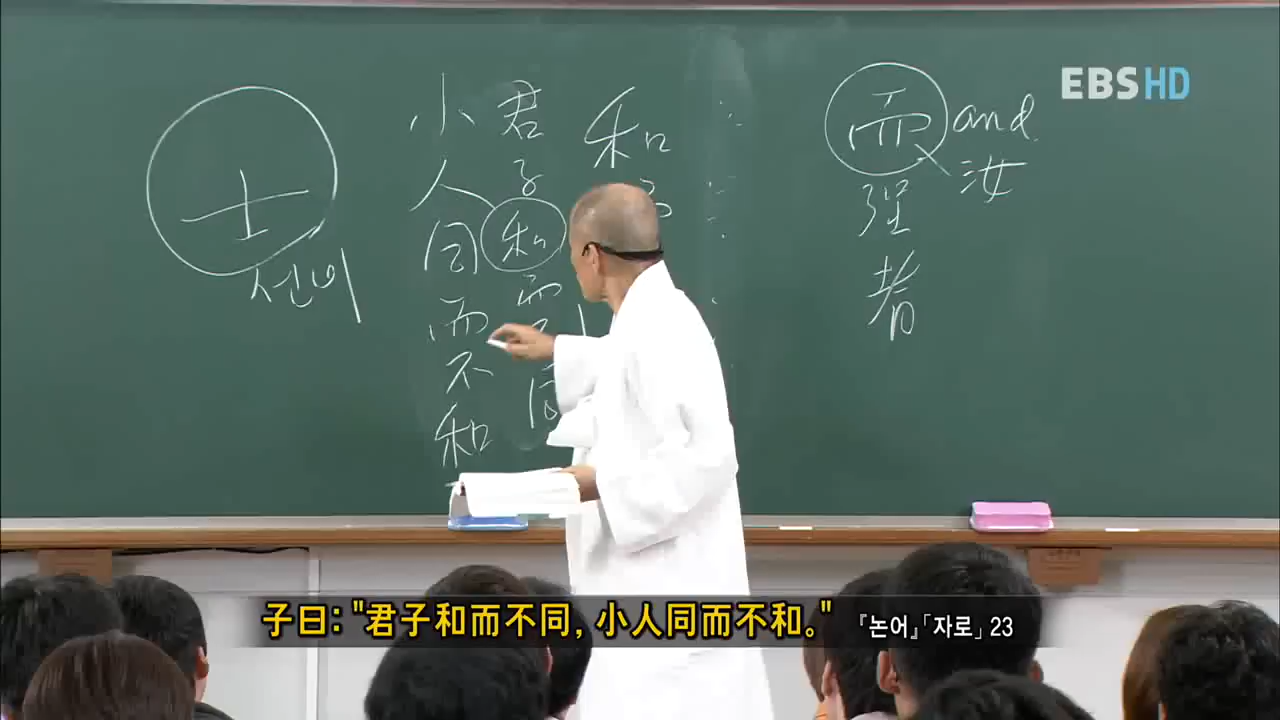 EBS HD
士
선비
小人同而不和
君子和而
同
和
而强者
and
汝
子曰: "君子和而不同, 小人同而不和。" 『논어』「자로」 23